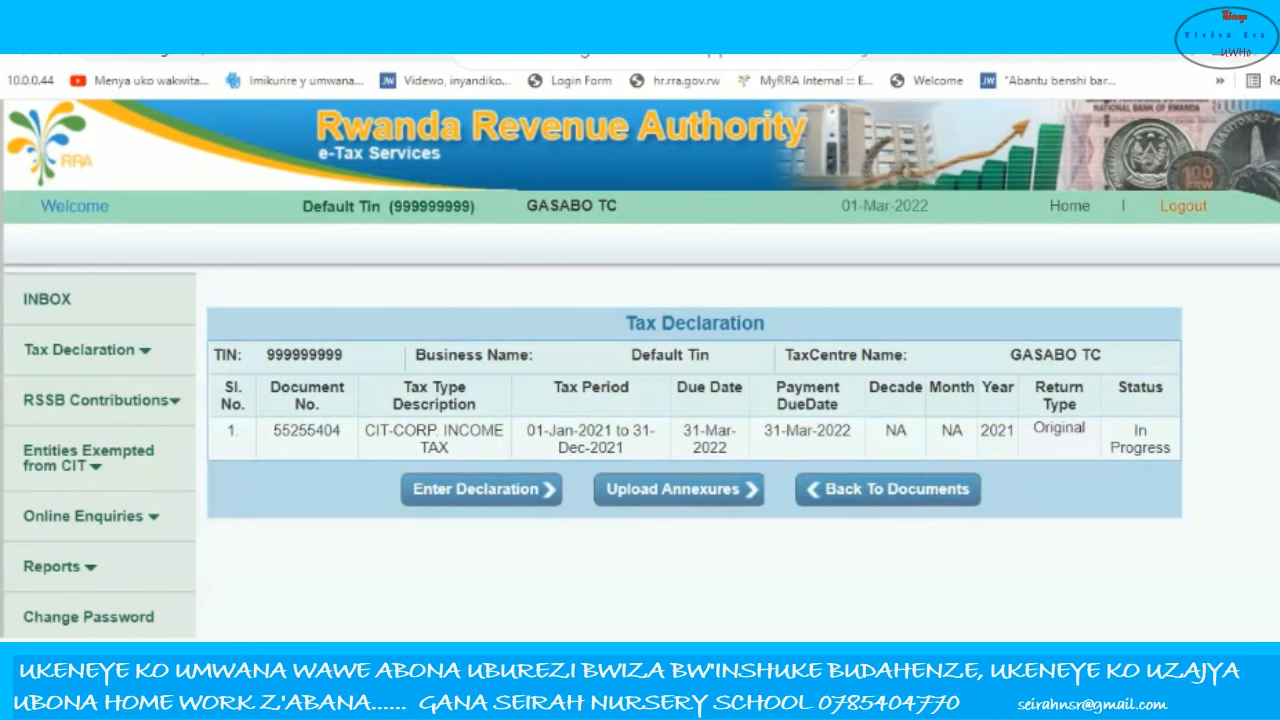 10.0.0.44 Menya uko wakwita... Imikurire y umwana... Videwo, inyandiko... Login Form hr.rra.gov.rw MyRRA Internal ::: E... Welcome "Abantu benshi bar... »
Rwanda Revenue Authority
e-Tax Services
RRA
NATIONAL BANK OF RWANDA
100
Welcome Default Tin (999999999) GASABO TC 01-Mar-2022 Home | Logout
INBOX
Tax Declaration
RSSB Contributions
Entities Exempted
from CIT
Online Enquiries
Reports
Change Password
Tax Declaration
TIN: 999999999 Business Name: Default Tin TaxCentre Name: GASABO TC
Sl. Document Tax Type Tax Period Due Date Payment Decade Month Year Return Status
No. No. Description DueDate Type
1. 55255404 CIT-CORP. INCOME 01-Jan-2021 to 31- 31-Mar- 31-Mar-2022 NA NA 2021 Original In
TAX Dec-2021 2022 Progress
Enter Declaration Upload Annexures Back To Documents
UKENEYE KO UMWANA WAWE ABONA UBUREZI BWIZA BW"INSHUKE BUDAHENZE, UKENEYE KO UZAJYA
UBONA HOME WORK Z'ABANA...... GANA SEIRAH NURSERY SCHOOL 0785404770 seirahnsr@gmail.com